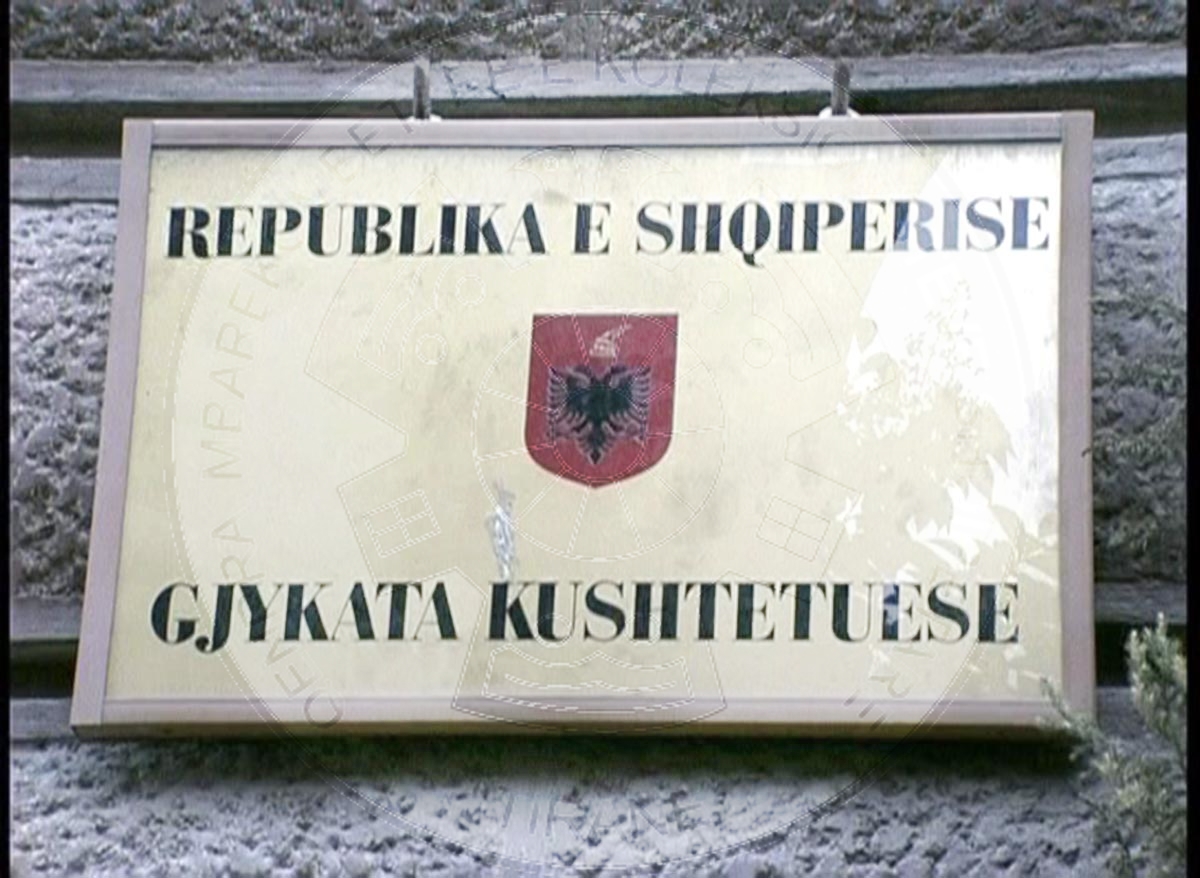 REPUBLIKA E SHQIPERISE
GJYKATA KUSHTETUESE